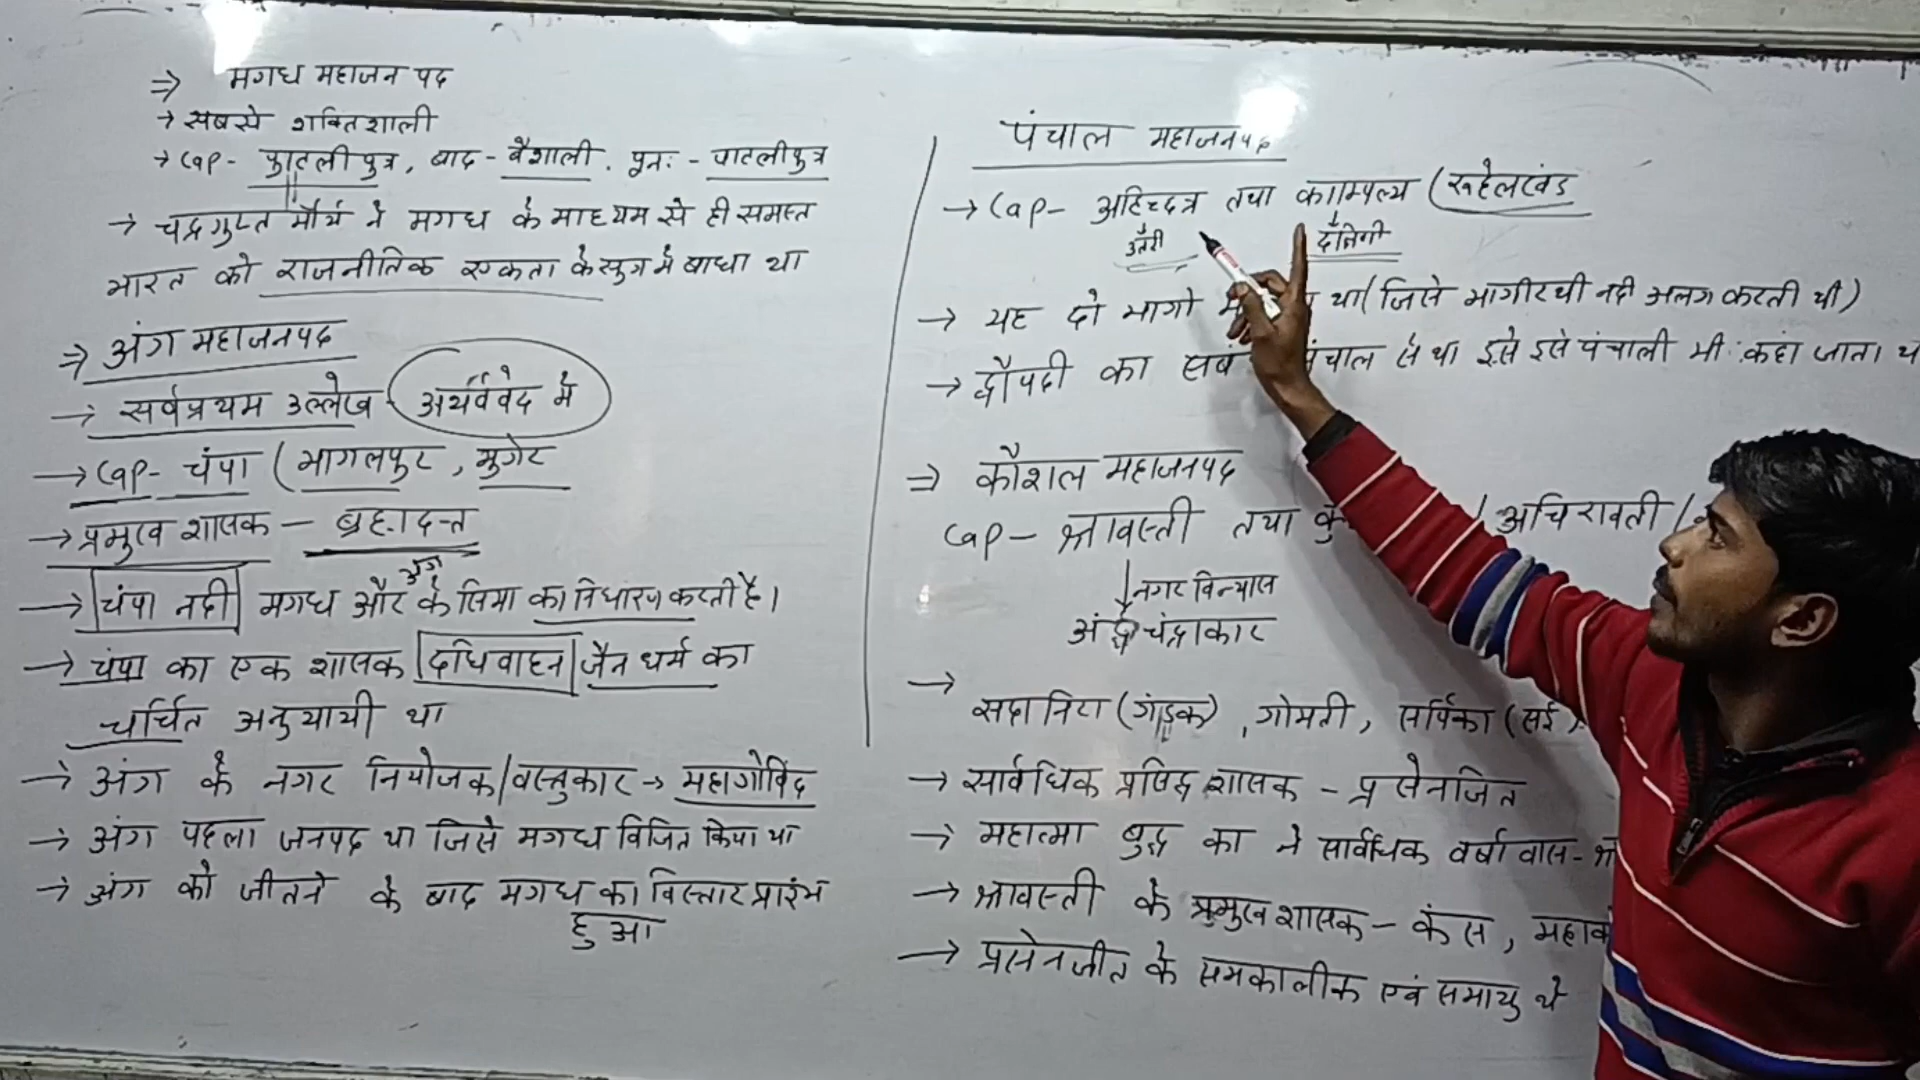 ⇒ मगध महाजन पद
→ सबसे शक्तिशाली
→ Cap- पाटलीपुत्र, बाद - वैशाली. पुनः - पाटलीपुत्र
→ चद्रगुप्त मौर्य ने मगध के माध्यम से ही समस्त
भारत को राजनीतिक एकता के सुत्र मे बाधा था
⇒ अंग महाजनपद
→ सर्वप्रथम उल्लेख - अर्थववेद मे
→ Cap- चंपा (भागलपुर, मुगेर
→ प्रमुख शासक — ब्रह्मदत्त
अंग
→ चंपा नदी मगध और के सिमा का निधारण करती है।
→ चंपा का एक शासक दधिवाहन जैन धर्म का
चर्चित अनुयायी था
→ अंग के नगर नियोजक/वस्तुकार → महागोविंद
→ अंग पहला जनपद था जिसे मगध विजित किया था
→ अंग को जीतने के बाद मगध का विस्तार प्रारंभ
हुआ
पंचाल महाजनपद
→ Cap- अहिच्छत्र तथा काम्पिल्य (रूहेलखंड
उतरी दक्षिणी
→ यह दो भागो था (जिसे भागीरथी नदी अलग करती थी)
→ द्रौपदी का पंचाल से था इसे इसे पंचाली भी कहा जाता
⇒ कौशल महाजनपद
Cap - श्रावस्ती तथा / अचिरावती /
↓ नगर विन्यास
अंर्द्ध चंद्राकार
→
सदानिरा (गंडक), गोमती, सर्पिका (सई)
→ सार्वधिक प्रसिद्ध शासक - प्रसेनजित
→ महात्मा बुद्ध का ने सार्वधिक वर्षा वास -
→ श्रावस्ती के प्रमुख शासक - कंस,
→ प्रसेनजीत के समकालीक एवं समायु थे